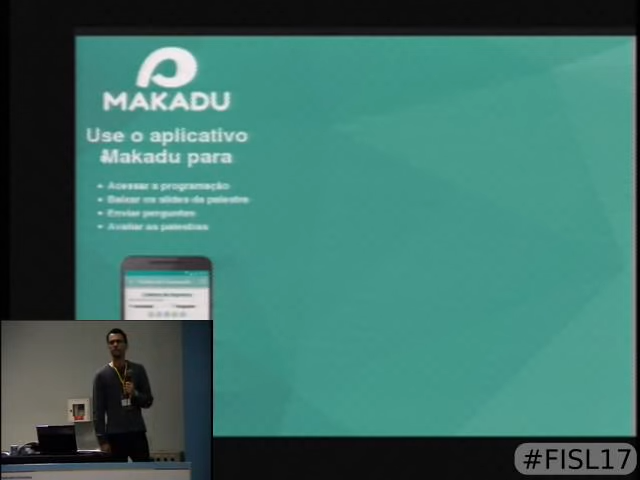 MAKADU
Use o aplicativo
Makadu para
Acessar a programação
Baixar os slides da palestra
Enviar perguntas
Avaliar as palestras
#FISL17